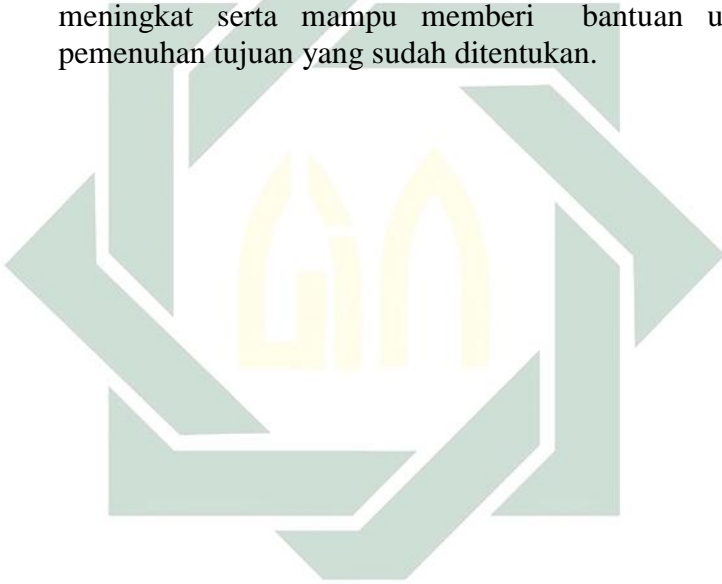 meningkat serta mampu memberi bantuan u
pemenuhan tujuan yang sudah ditentukan.